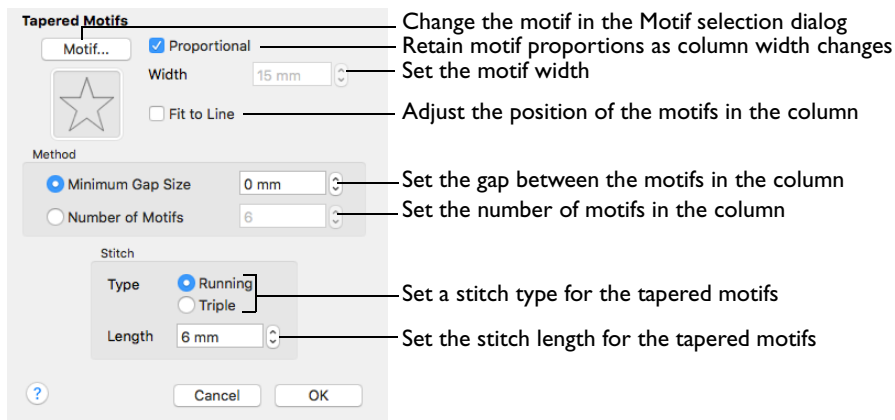 Tapered Motifs
Motif...
Proportional
Width
15 mm
Fit to Line
Method
Minimum Gap Size
0 mm
Number of Motifs
6
Stitch
Type
Running
Triple
Length
6 mm
?
Cancel
OK
Change the motif in the Motif selection dialog
Retain motif proportions as column width changes
Set the motif width
Adjust the position of the motifs in the column
Set the gap between the motifs in the column
Set the number of motifs in the column
Set a stitch type for the tapered motifs
Set the stitch length for the tapered motifs